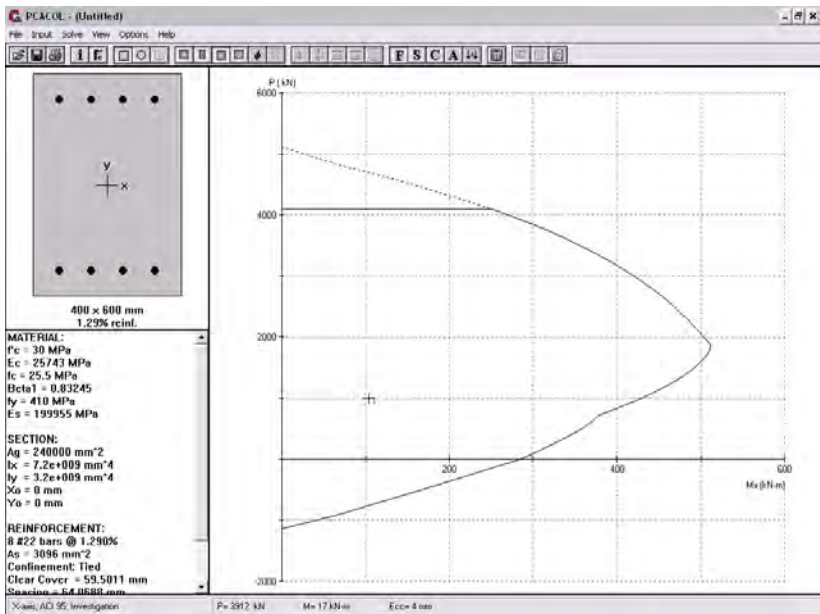 PCACOL - (Untitled)
File Input Solve View Options Help
F S C A
y
x
400 x 600 mm
1.29% reinf.
MATERIAL:
f'c = 30 MPa
Ec = 25743 MPa
fc = 25.5 MPa
Beta1 = 0.83245
fy = 410 MPa
Es = 199955 MPa
SECTION:
Ag = 240000 mm^2
Ix = 7.2e+009 mm^4
Iy = 3.2e+009 mm^4
Xo = 0 mm
Yo = 0 mm
REINFORCEMENT:
8 #22 bars @ 1.290%
As = 3096 mm^2
Confinement: Tied
Clear Cover = 59.5011 mm
Spacing = 64.0688 mm
P (kN)
6000
4000
2000
200
400
600
Mx (kN-m)
-2000
X-axis, ACI 95, Investigation
P= 3912 kN
M= 17 kN-m
Ecc= 4 mm